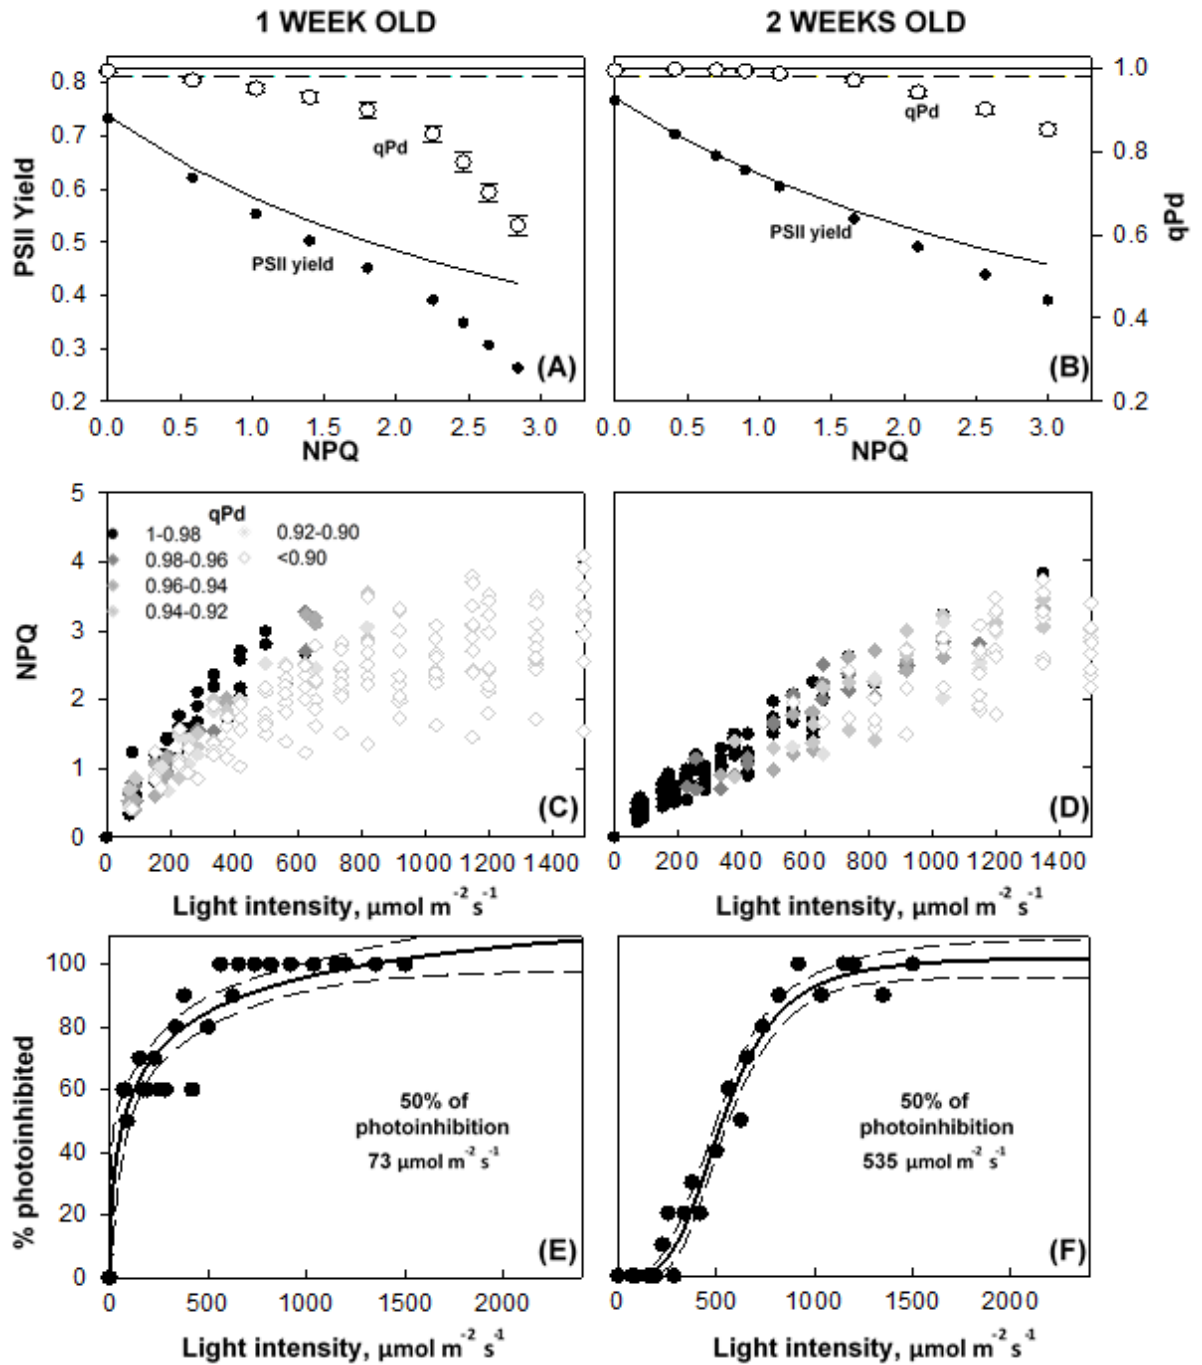 1 WEEK OLD
2 WEEKS OLD
PSII Yield
0.8
0.7
0.6
0.5
0.4
0.3
0.2
qPd
PSII yield
(A)
0.0 0.5 1.0 1.5 2.0 2.5 3.0
NPQ
qPd
PSII yield
(B)
1.0
0.8
0.6
0.4
0.2
qPd
0.0 0.5 1.0 1.5 2.0 2.5 3.0
NPQ
NPQ
5
4
3
2
1
0
qPd
1-0.98
0.98-0.96
0.96-0.94
0.94-0.92
0.92-0.90
<0.90
(C)
0 200 400 600 800 1000 1200 1400
Light intensity, µmol m⁻² s⁻¹
(D)
0 200 400 600 800 1000 1200 1400
Light intensity, µmol m⁻² s⁻¹
% photoinhibited
100
80
60
40
20
0
50% of
photoinhibition
73 µmol m⁻² s⁻¹
(E)
0 500 1000 1500 2000
Light intensity, µmol m⁻² s⁻¹
50% of
photoinhibition
535 µmol m⁻² s⁻¹
(F)
0 500 1000 1500 2000
Light intensity, µmol m⁻² s⁻¹